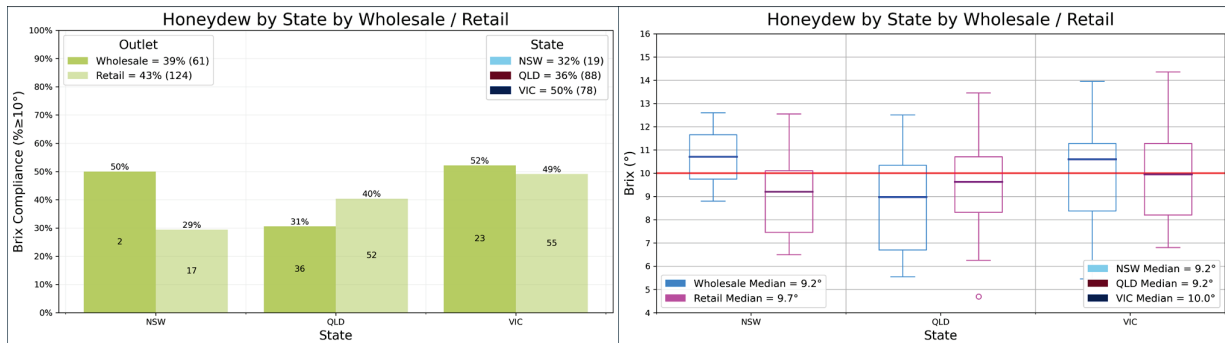 Honeydew by State by Wholesale / Retail
Brix Compliance (%≥10°)
100%
90%
80%
70%
60%
50%
40%
30%
20%
10%
0%
Outlet
Wholesale = 39% (61)
Retail = 43% (124)
State
NSW = 32% (19)
QLD = 36% (88)
VIC = 50% (78)
50%
29%
31%
40%
52%
49%
2
17
36
52
23
55
NSW
QLD
VIC
State
Honeydew by State by Wholesale / Retail
Brix (°)
16
15
14
13
12
11
10
9
8
7
6
5
4
Wholesale Median = 9.2°
Retail Median = 9.7°
NSW Median = 9.2°
QLD Median = 9.2°
VIC Median = 10.0°
NSW
QLD
VIC
State